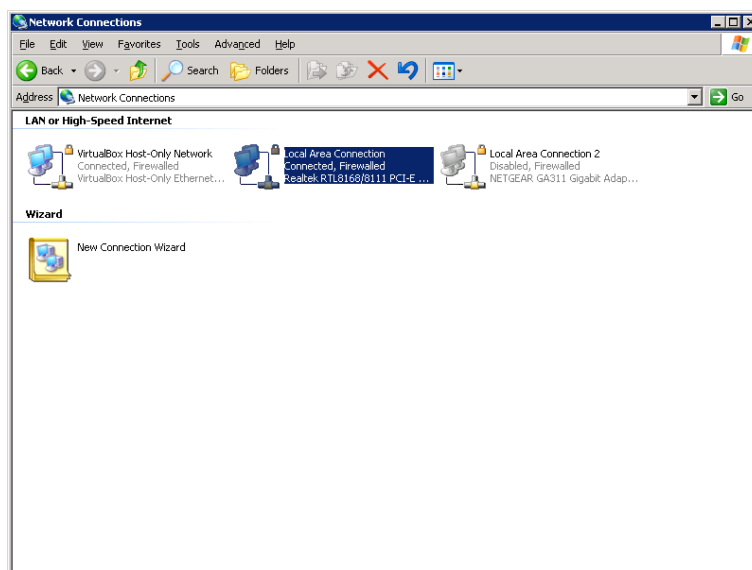 Network Connections
File Edit View Favorites Tools Advanced Help
Back Search Folders
Address Network Connections Go
LAN or High-Speed Internet
VirtualBox Host-Only Network
Connected, Firewalled
VirtualBox Host-Only Ethernet...
Local Area Connection
Connected, Firewalled
Realtek RTL8168/8111 PCI-E ...
Local Area Connection 2
Disabled, Firewalled
NETGEAR GA311 Gigabit Adap...
Wizard
New Connection Wizard